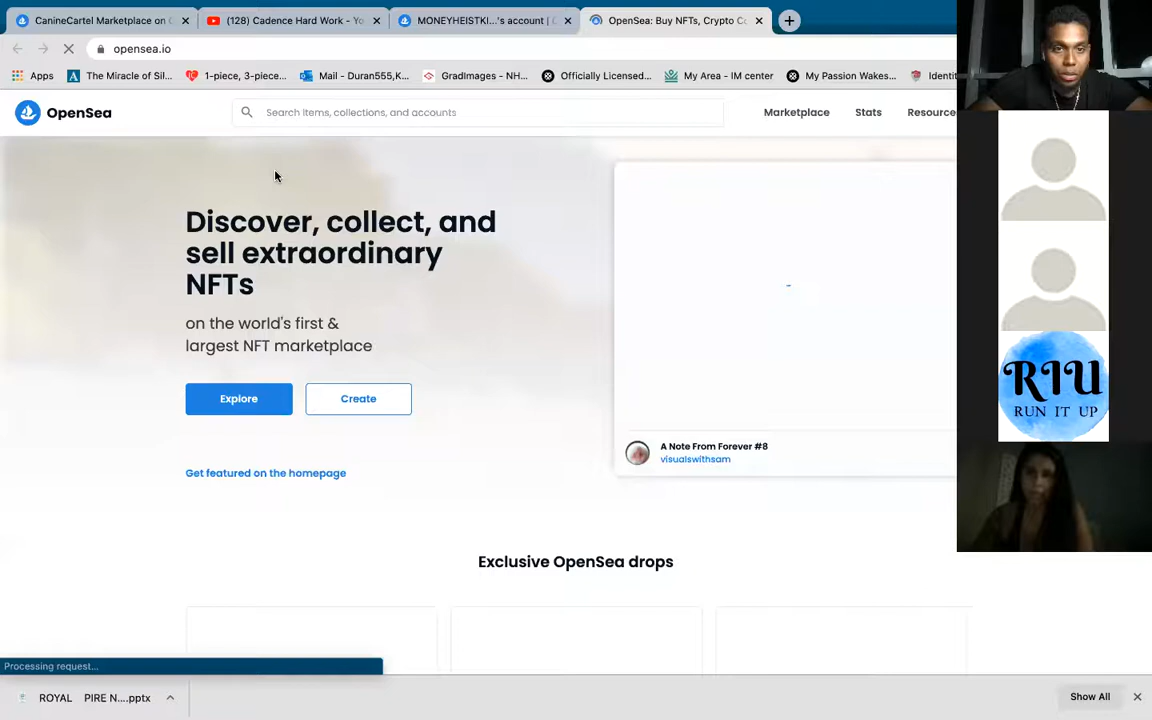 CanineCartel Marketplace on
(128) Cadence Hard Work - Yo
MONEYHEISTKI...'s account |
OpenSea: Buy NFTs, Crypto Co
opensea.io
Apps
The Miracle of Sil...
1-piece, 3-piece...
Mail - Duran555,K...
GradImages - NH...
Officially Licensed...
My Area - IM center
My Passion Wakes...
Identi
OpenSea
Search items, collections, and accounts
Marketplace
Stats
Resource
Discover, collect, and
sell extraordinary
NFTs
on the world's first &
largest NFT marketplace
Explore
Create
Get featured on the homepage
A Note From Forever #8
visualswithsam
RIU
RUN IT UP
Exclusive OpenSea drops
Processing request...
ROYAL PIRE N....pptx
Show All